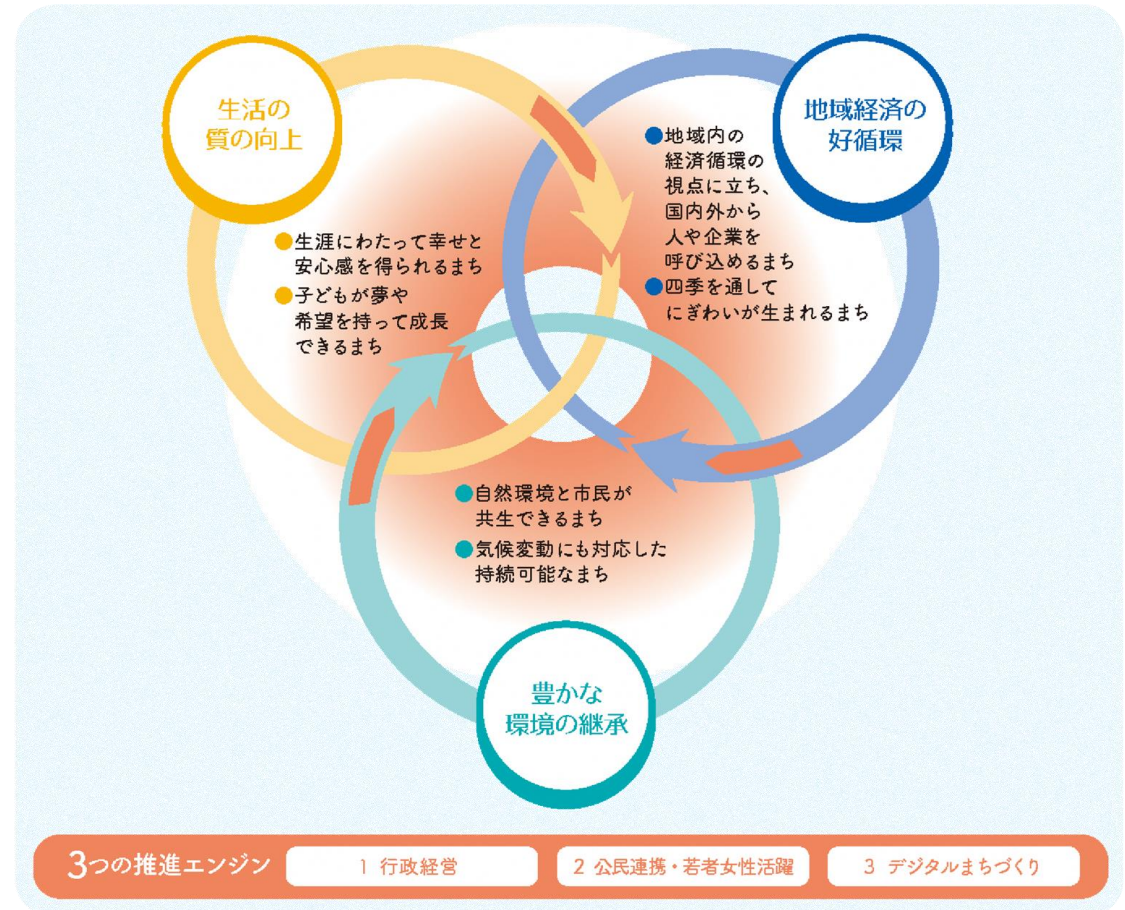 生活の
質の向上
●生涯にわたって幸せと
安心感を得られるまち
●子どもが夢や
希望を持って成長
できるまち
地域経済の
好循環
●地域内の
経済循環の
視点に立ち、
国内外から
人や企業を
呼び込めるまち
●四季を通して
にぎわいが生まれるまち
●自然環境と市民が
共生できるまち
●気候変動にも対応した
持続可能なまち
豊かな
環境の継承
3つの推進エンジン
1 行政経営
2 公民連携・若者女性活躍
3 デジタルまちづくり